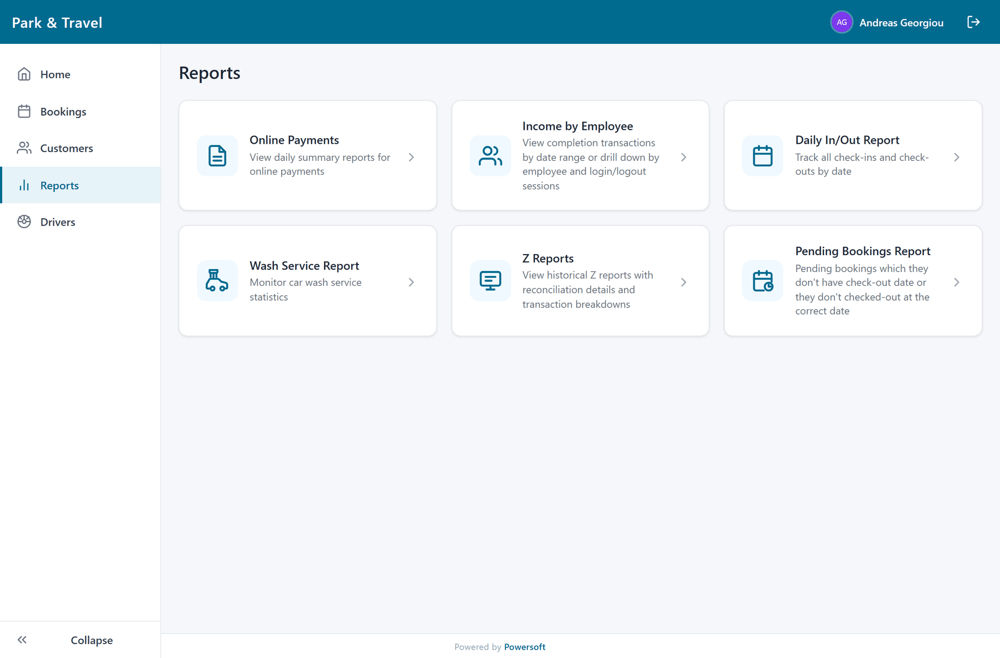 Park & Travel
AG
Andreas Georgiou
Home
Bookings
Customers
Reports
Drivers
Collapse
Reports
Online Payments
View daily summary reports for
online payments
Income by Employee
View completion transactions
by date range or drill down by
employee and login/logout
sessions
Daily In/Out Report
Track all check-ins and check-
outs by date
Wash Service Report
Monitor car wash service
statistics
Z Reports
View historical Z reports with
reconciliation details and
transaction breakdowns
Pending Bookings Report
Pending bookings which they
don't have check-out date or
they don't checked-out at the
correct date
Powered by Powersoft